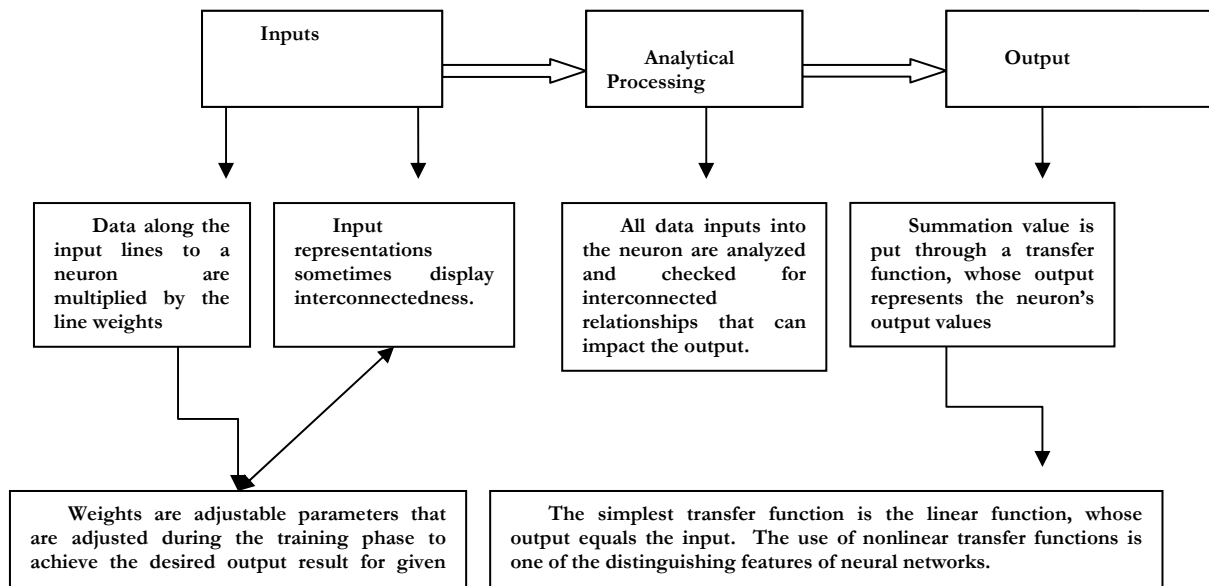 Inputs
Analytical
Processing
Output
Data along the
input lines to a
neuron are
multiplied by the
line weights
Input
representations
sometimes display
interconnectedness.
All data inputs into
the neuron are analyzed
and checked for
interconnected
relationships that can
impact the output.
Summation value is
put through a transfer
function, whose output
represents the neuron’s
output values
Weights are adjustable parameters that
are adjusted during the training phase to
achieve the desired output result for given
The simplest transfer function is the linear function, whose
output equals the input. The use of nonlinear transfer functions is
one of the distinguishing features of neural networks.